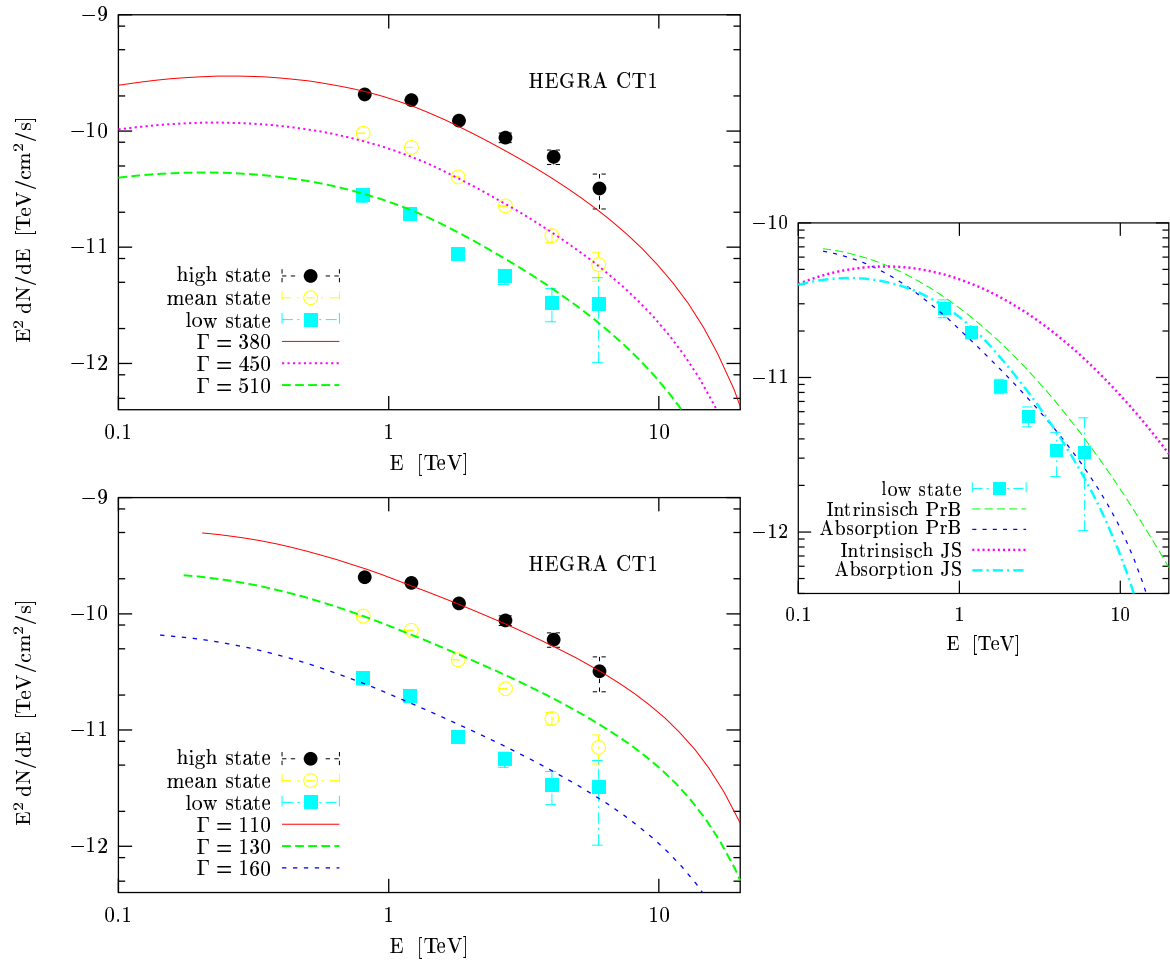 −9
−10
−11
−12
E² dN/dE [TeV/cm²/s]
HEGRA CT1
high state
mean state
low state
Γ = 380
Γ = 450
Γ = 510
0.1 1 10
E [TeV]
−9
−10
−11
−12
E² dN/dE [TeV/cm²/s]
HEGRA CT1
high state
mean state
low state
Γ = 110
Γ = 130
Γ = 160
0.1 1 10
E [TeV]
−10
−11
−12
low state
Intrinsisch PrB
Absorption PrB
Intrinsisch JS
Absorption JS
0.1 1 10
E [TeV]